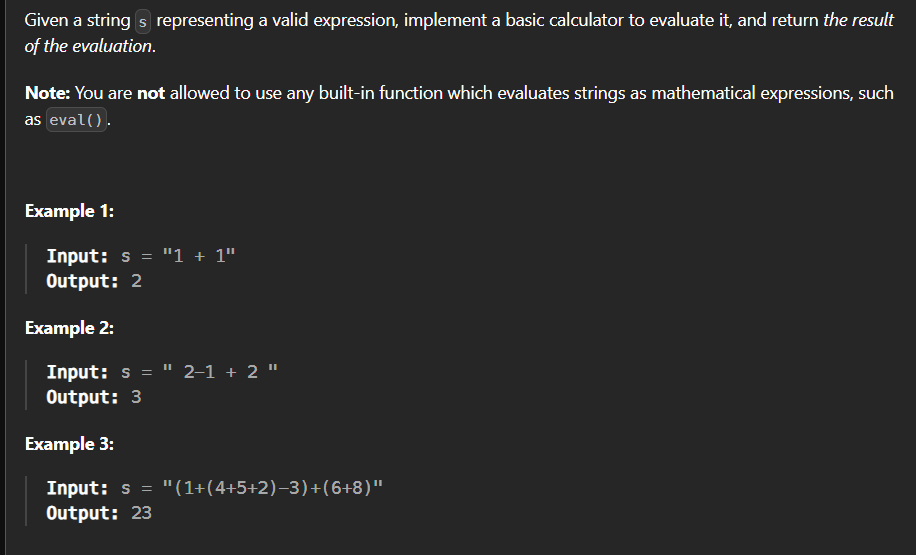 Given a string s representing a valid expression, implement a basic calculator to evaluate it, and return the result
of the evaluation.
Note: You are not allowed to use any built-in function which evaluates strings as mathematical expressions, such
as eval().
Example 1:
Input: s = "1 + 1"
Output: 2
Example 2:
Input: s = " 2-1 + 2 "
Output: 3
Example 3:
Input: s = "(1+(4+5+2)-3)+(6+8)"
Output: 23